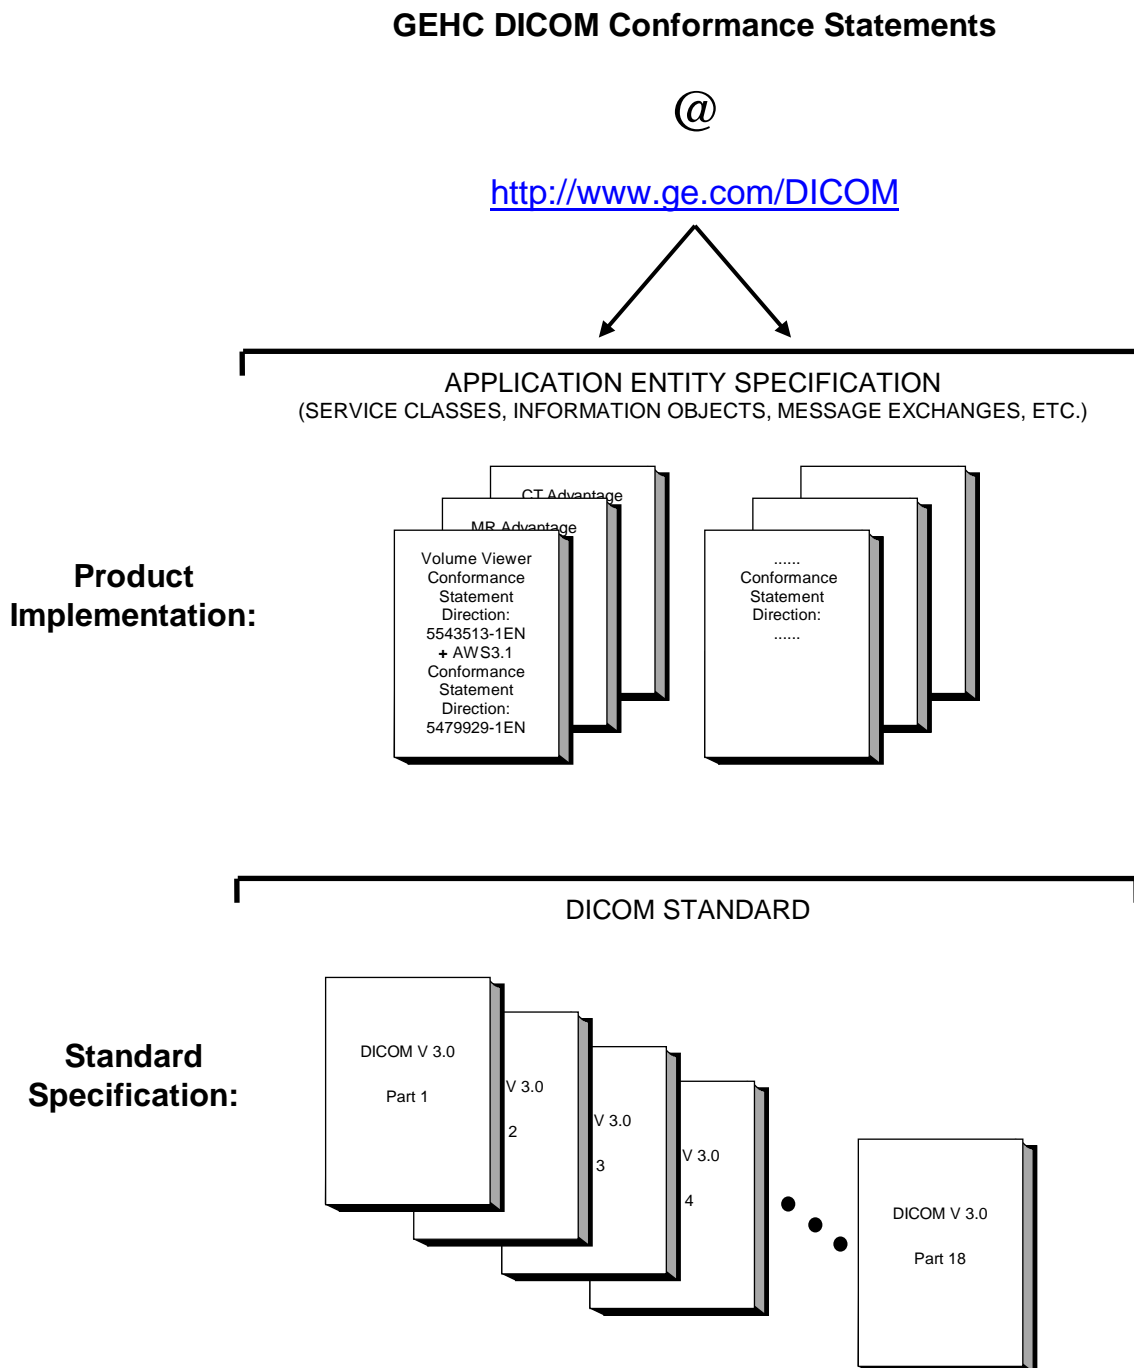 GEHC DICOM Conformance Statements
@
http://www.ge.com/DICOM
APPLICATION ENTITY SPECIFICATION
(SERVICE CLASSES, INFORMATION OBJECTS, MESSAGE EXCHANGES, ETC.)
Product
Implementation:
CT Advantage
MR Advantage
Volume Viewer
Conformance
Statement
Direction:
5543513-1EN
+ AWS3.1
Conformance
Statement
Direction:
5479929-1EN
......
Conformance
Statement
Direction:
......
DICOM STANDARD
Standard
Specification:
DICOM V 3.0
Part 1
V 3.0
2
V 3.0
3
V 3.0
4
DICOM V 3.0
Part 18